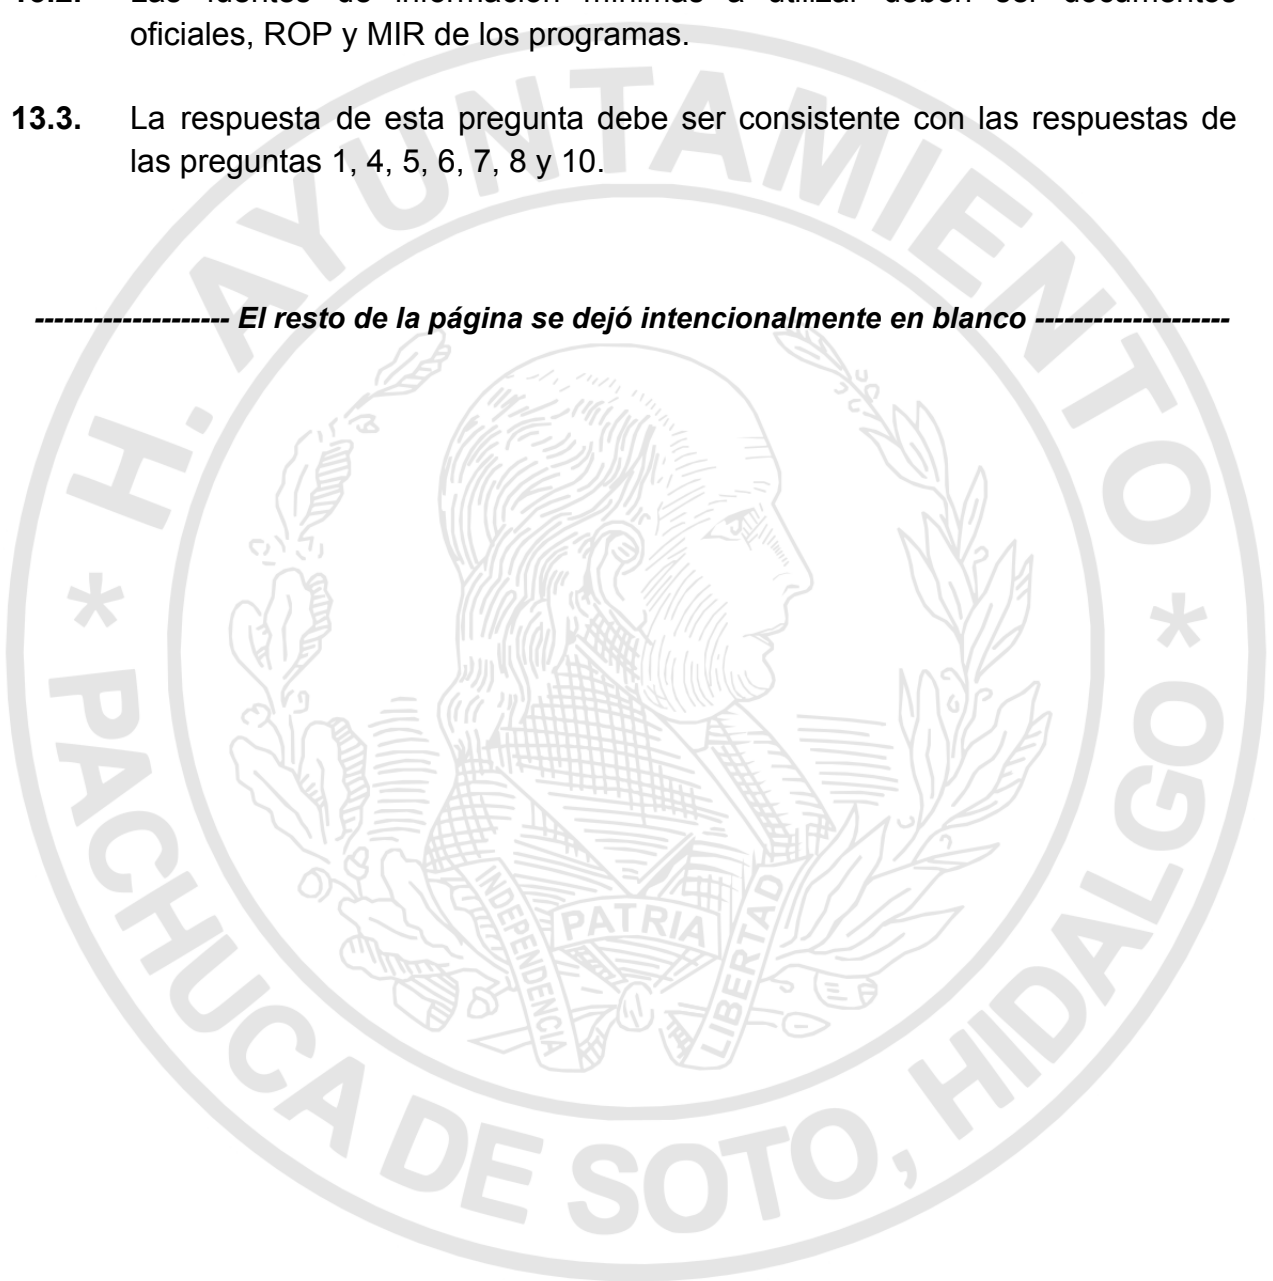 oficiales, ROP y MIR de los programas.
13.3. La respuesta de esta pregunta debe ser consistente con las respuestas de
las preguntas 1, 4, 5, 6, 7, 8 y 10.
-------------------- El resto de la página se dejó intencionalmente en blanco --------------------
H. AYUNTAMIENTO
* PACHUCA DE SOTO, HIDALGO *
INDEPENDENCIA
PATRIA
LIBERTAD